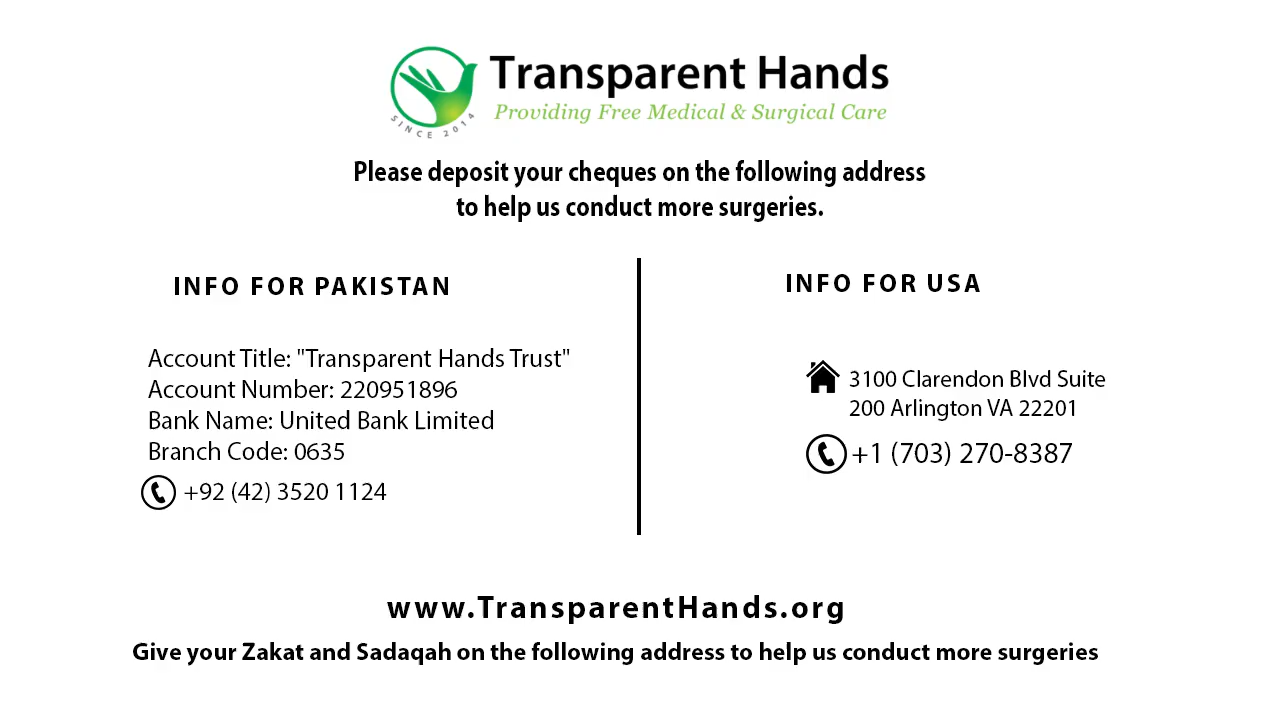 Transparent Hands
Providing Free Medical & Surgical Care
SINCE 2014
Please deposit your cheques on the following address
to help us conduct more surgeries.
INFO FOR PAKISTAN
Account Title: "Transparent Hands Trust"
Account Number: 220951896
Bank Name: United Bank Limited
Branch Code: 0635
+92 (42) 3520 1124
INFO FOR USA
3100 Clarendon Blvd Suite
200 Arlington VA 22201
+1 (703) 270-8387
www.TransparentHands.org
Give your Zakat and Sadaqah on the following address to help us conduct more surgeries